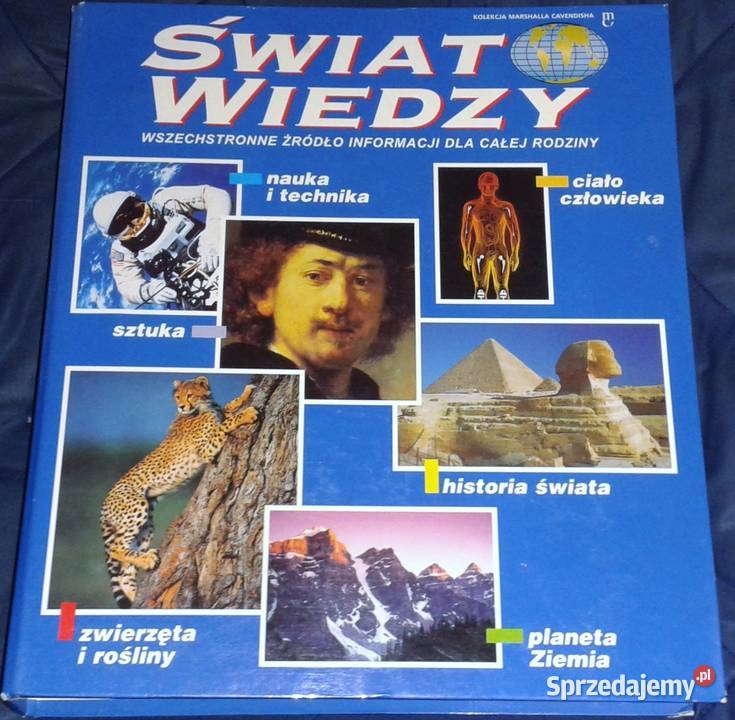 KOLEKCJA MARSHALLA CAVENDISHA
mc
ŚWIAT
WIEDZY
WSZECHSTRONNE ŹRÓDŁO INFORMACJI DLA CAŁEJ RODZINY
nauka
i technika
ciało
człowieka
sztuka
historia świata
zwierzęta
i rośliny
planeta
Ziemia
Sprzedajemy.pl